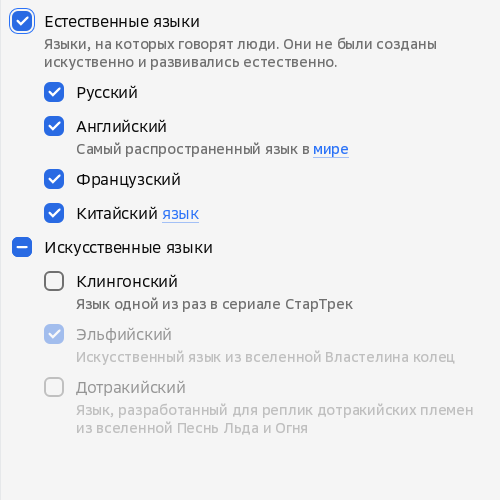 Естественные языки
Языки, на которых говорят люди. Они не были созданы
искуственно и развивались естественно.
Русский
Английский
Самый распространенный язык в мире
Французский
Китайский язык
Искусственные языки
Клингонский
Язык одной из раз в сериале СтарТрек
Эльфийский
Искусственный язык из вселенной Властелина колец
Дотракийский
Язык, разработанный для реплик дотракийских племен
из вселенной Песнь Льда и Огня